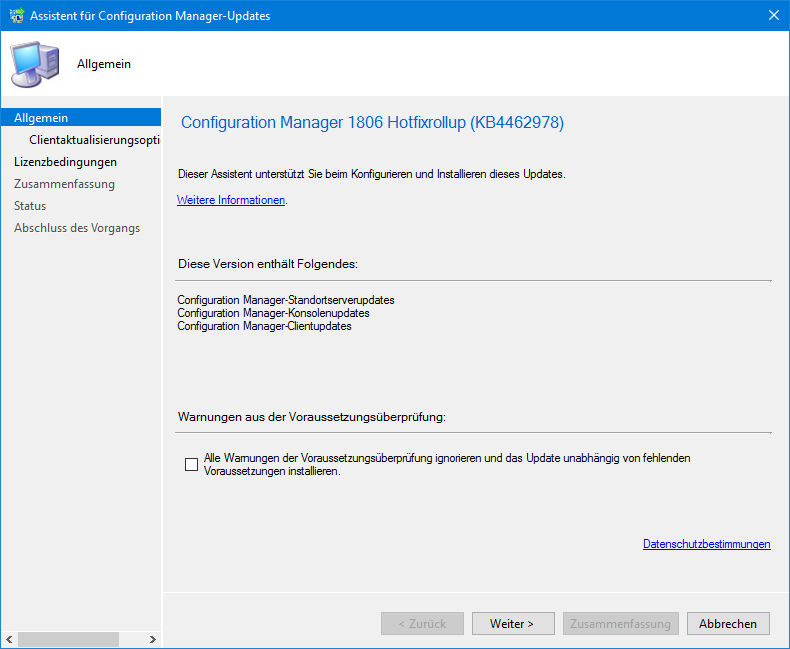 Assistent für Configuration Manager-Updates
Allgemein
Allgemein
Clientaktualisierungsopti
Lizenzbedingungen
Zusammenfassung
Status
Abschluss des Vorgangs
Configuration Manager 1806 Hotfixrollup (KB4462978)
Dieser Assistent unterstützt Sie beim Konfigurieren und Installieren dieses Updates.
Weitere Informationen.
Diese Version enthält Folgendes:
Configuration Manager-Standortserverupdates
Configuration Manager-Konsolenupdates
Configuration Manager-Clientupdates
Warnungen aus der Voraussetzungsüberprüfung:
Alle Warnungen der Voraussetzungsüberprüfung ignorieren und das Update unabhängig von fehlenden
Voraussetzungen installieren.
Datenschutzbestimmungen
< Zurück
Weiter >
Zusammenfassung
Abbrechen